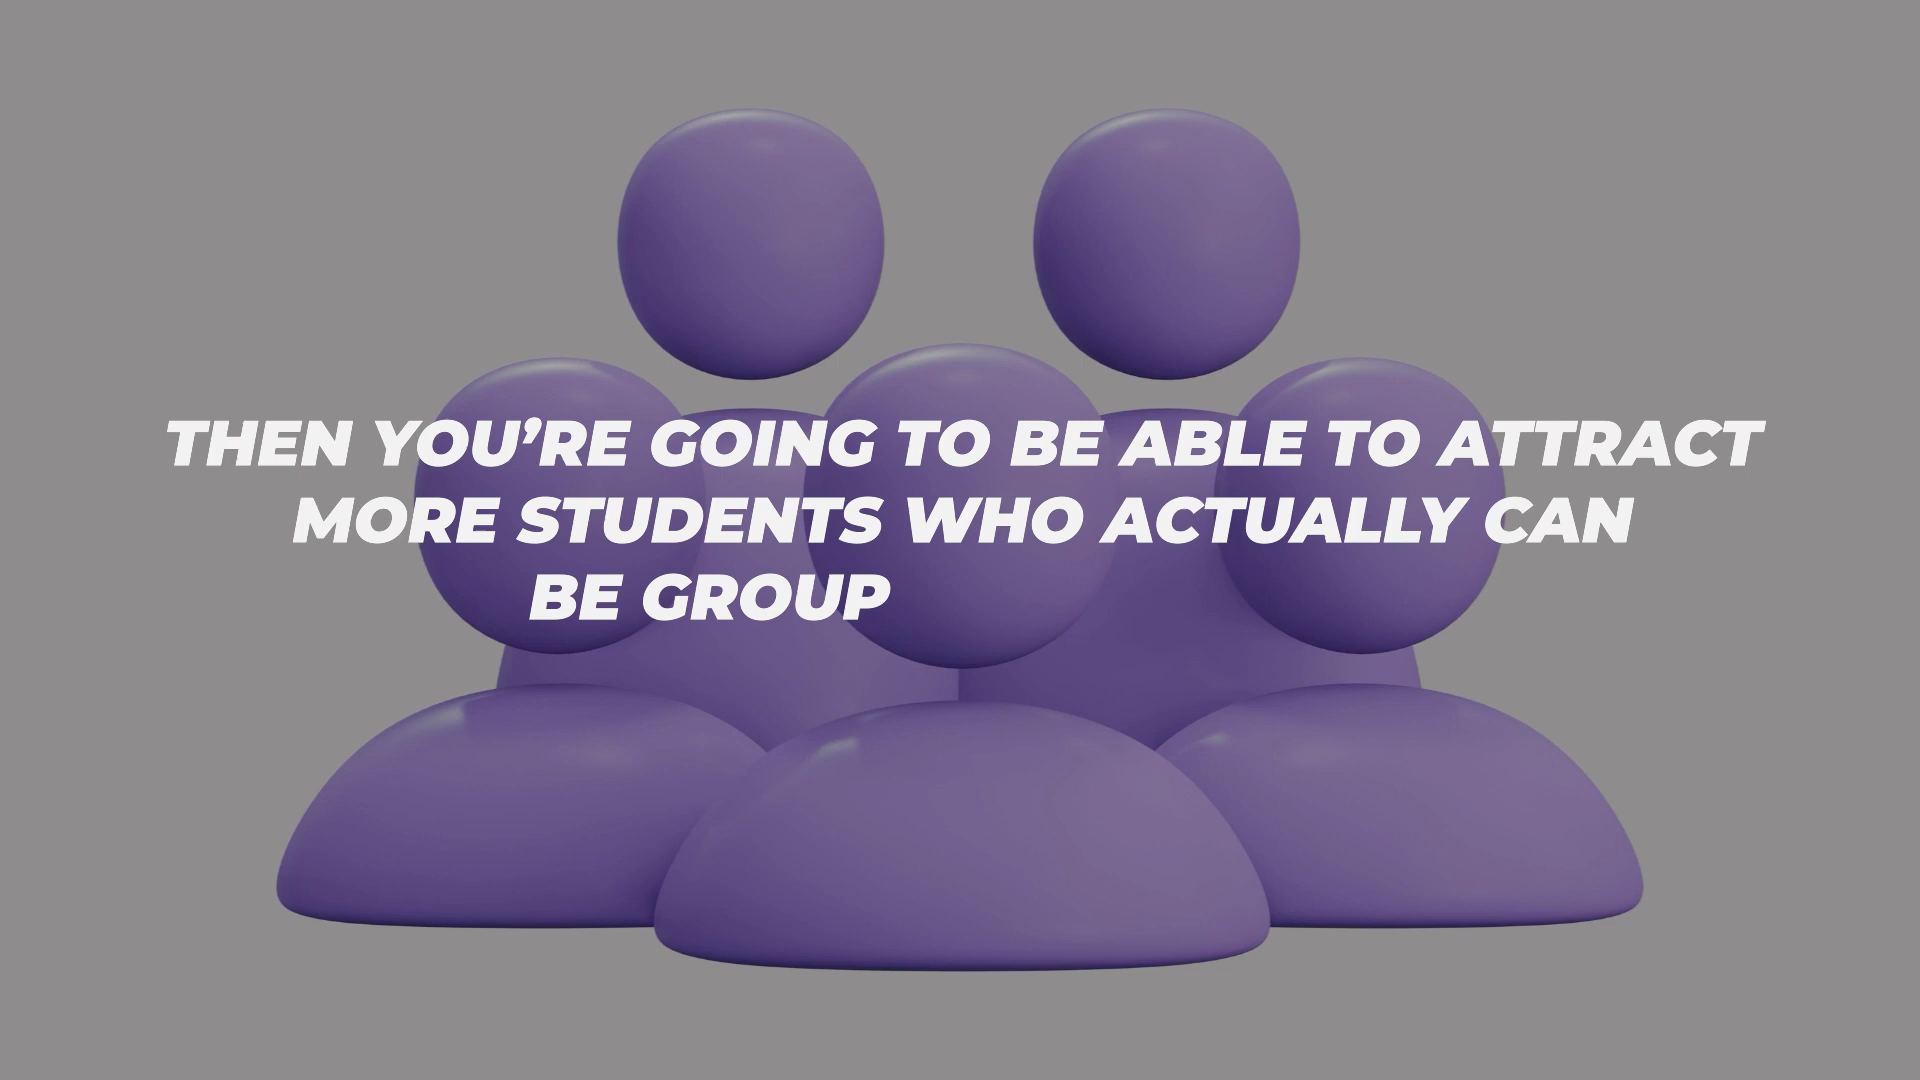 THEN YOU’RE GOING TO BE ABLE TO ATTRACT
MORE STUDENTS WHO ACTUALLY CAN
BE GROUP